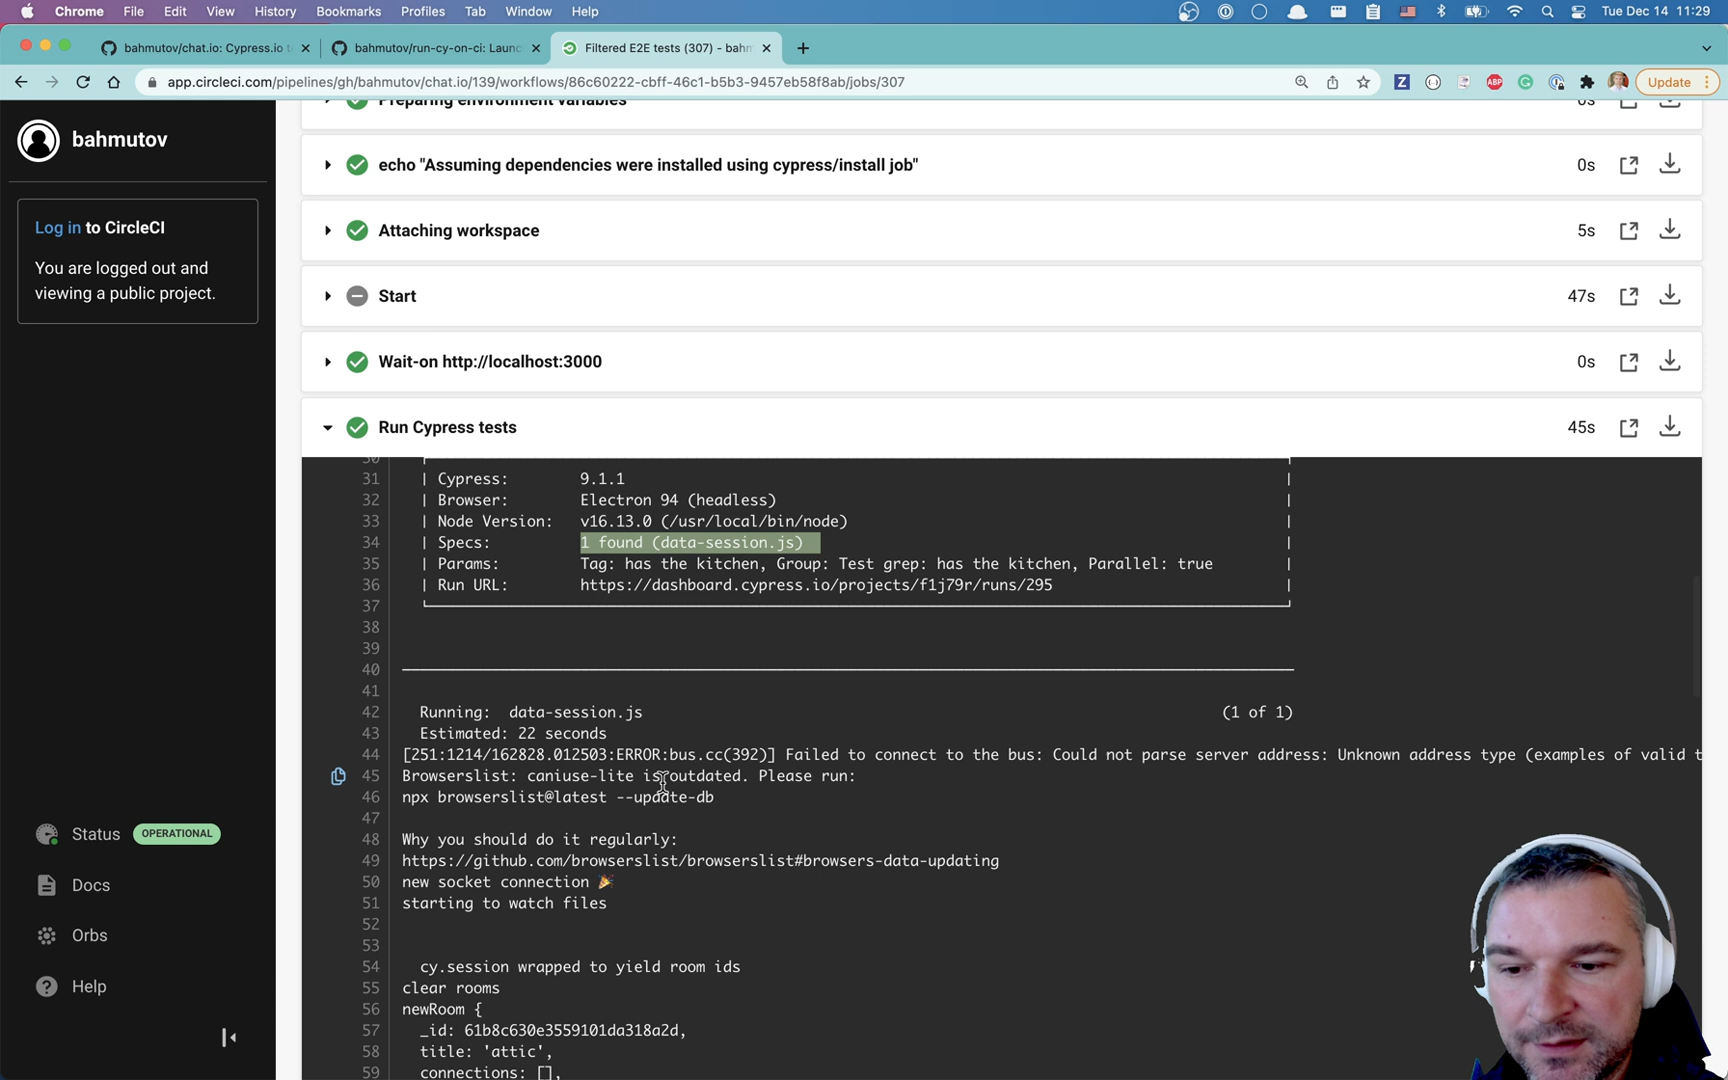 Chrome File Edit View History Bookmarks Profiles Tab Window Help Tue Dec 14 11:29
bahmutov/chat.io: Cypress.io t
bahmutov/run-cy-on-ci: Launc
Filtered E2E tests (307) - bahm
app.circleci.com/pipelines/gh/bahmutov/chat.io/139/workflows/86c60222-cbff-46c1-b5b3-9457eb58f8ab/jobs/307
Update
bahmutov
Log in to CircleCI
You are logged out and
viewing a public project.
Status OPERATIONAL
Docs
Orbs
Help
Preparing environment variables 0s
echo "Assuming dependencies were installed using cypress/install job" 0s
Attaching workspace 5s
Start 47s
Wait-on http://localhost:3000 0s
Run Cypress tests 45s
30
31 | Cypress: 9.1.1 |
32 | Browser: Electron 94 (headless) |
33 | Node Version: v16.13.0 (/usr/local/bin/node) |
34 | Specs: 1 found (data-session.js) |
35 | Params: Tag: has the kitchen, Group: Test grep: has the kitchen, Parallel: true |
36 | Run URL: https://dashboard.cypress.io/projects/f1j79r/runs/295 |
37
38
39
40
41
42 Running: data-session.js (1 of 1)
43 Estimated: 22 seconds
44 [251:1214/162828.012503:ERROR:bus.cc(392)] Failed to connect to the bus: Could not parse server address: Unknown address type (examples of valid t
45 Browserslist: caniuse-lite is outdated. Please run:
46 npx browserslist@latest --update-db
47
48 Why you should do it regularly:
49 https://github.com/browserslist/browserslist#browsers-data-updating
50 new socket connection 🎉
51 starting to watch files
52
53
54 cy.session wrapped to yield room ids
55 clear rooms
56 newRoom {
57 _id: 61b8c630e3559101da318a2d,
58 title: 'attic',
59 connections: [],